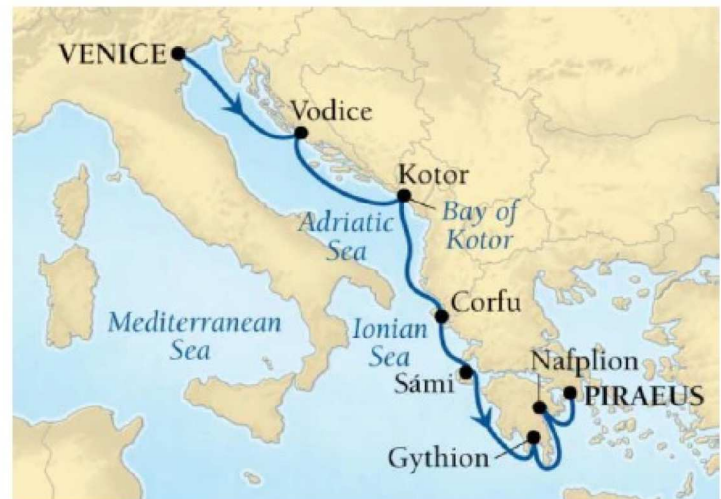 VENICE
Vodice
Kotor
Bay of
Kotor
Adriatic
Sea
Corfu
Mediterranean
Sea
Ionian
Sea
Nafplion
Sámi
PIRAEUS
Gythion